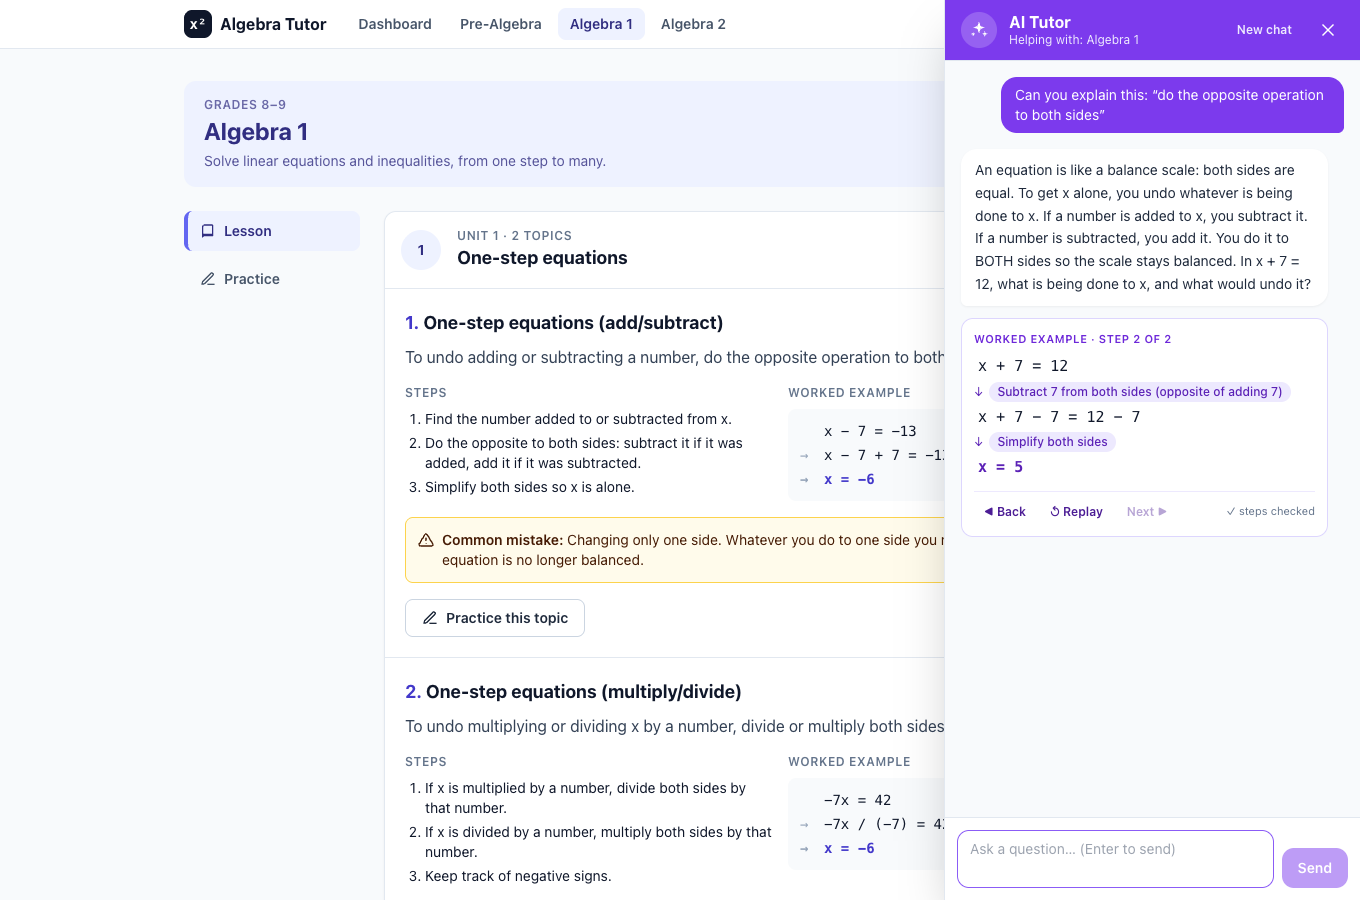 x² Algebra Tutor Dashboard Pre-Algebra Algebra 1 Algebra 2
GRADES 8–9
Algebra 1
Solve linear equations and inequalities, from one step to many.
Lesson
Practice
1
UNIT 1 · 2 TOPICS
One-step equations
1. One-step equations (add/subtract)
To undo adding or subtracting a number, do the opposite operation to both
STEPS
1. Find the number added to or subtracted from x.
2. Do the opposite to both sides: subtract it if it was
added, add it if it was subtracted.
3. Simplify both sides so x is alone.
WORKED EXAMPLE
x − 7 = −13
→ x − 7 + 7 =
→ x = −6
Common mistake: Changing only one side. Whatever you do to one side you
equation is no longer balanced.
Practice this topic
2. One-step equations (multiply/divide)
To undo multiplying or dividing x by a number, divide or multiply both sides
STEPS
1. If x is multiplied by a number, divide both sides by
that number.
2. If x is divided by a number, multiply both sides by that
number.
3. Keep track of negative signs.
WORKED EXAMPLE
−7x = 42
→ −7x / (−7) =
→ x = −6
AI Tutor
Helping with: Algebra 1
New chat
Can you explain this: “do the opposite operation
to both sides”
An equation is like a balance scale: both sides are
equal. To get x alone, you undo whatever is being
done to x. If a number is added to x, you subtract it.
If a number is subtracted, you add it. You do it to
BOTH sides so the scale stays balanced. In x + 7 =
12, what is being done to x, and what would undo it?
WORKED EXAMPLE · STEP 2 OF 2
x + 7 = 12
↓ Subtract 7 from both sides (opposite of adding 7)
x + 7 − 7 = 12 − 7
↓ Simplify both sides
x = 5
◀ Back ↺ Replay Next ▶ ✓ steps checked
Ask a question... (Enter to send)
Send